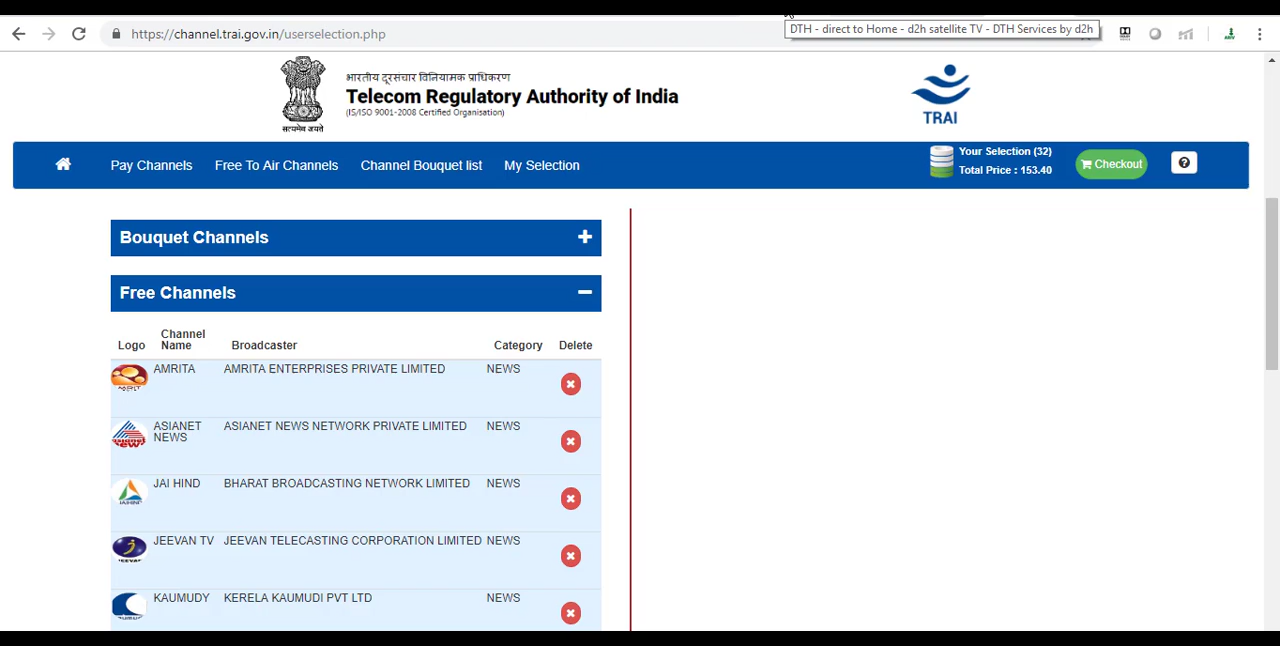 DTH - direct to Home - d2h satellite TV - DTH Services by d2h
https://channel.trai.gov.in/userselection.php
भारतीय दूरसंचार विनियामक प्राधिकरण
Telecom Regulatory Authority of India
(IS/ISO 9001-2008 Certified Organisation)
सत्यमेव जयते
TRAI
Pay Channels Free To Air Channels Channel Bouquet list My Selection
Your Selection (32)
Total Price : 153.40
Checkout
?
Bouquet Channels +
Free Channels −
Logo Channel Name Broadcaster Category Delete
AMRITA AMRITA ENTERPRISES PRIVATE LIMITED NEWS
ASIANET NEWS ASIANET NEWS NETWORK PRIVATE LIMITED NEWS
JAI HIND BHARAT BROADCASTING NETWORK LIMITED NEWS
JEEVAN TV JEEVAN TELECASTING CORPORATION LIMITED NEWS
KAUMUDY KERELA KAUMUDI PVT LTD NEWS